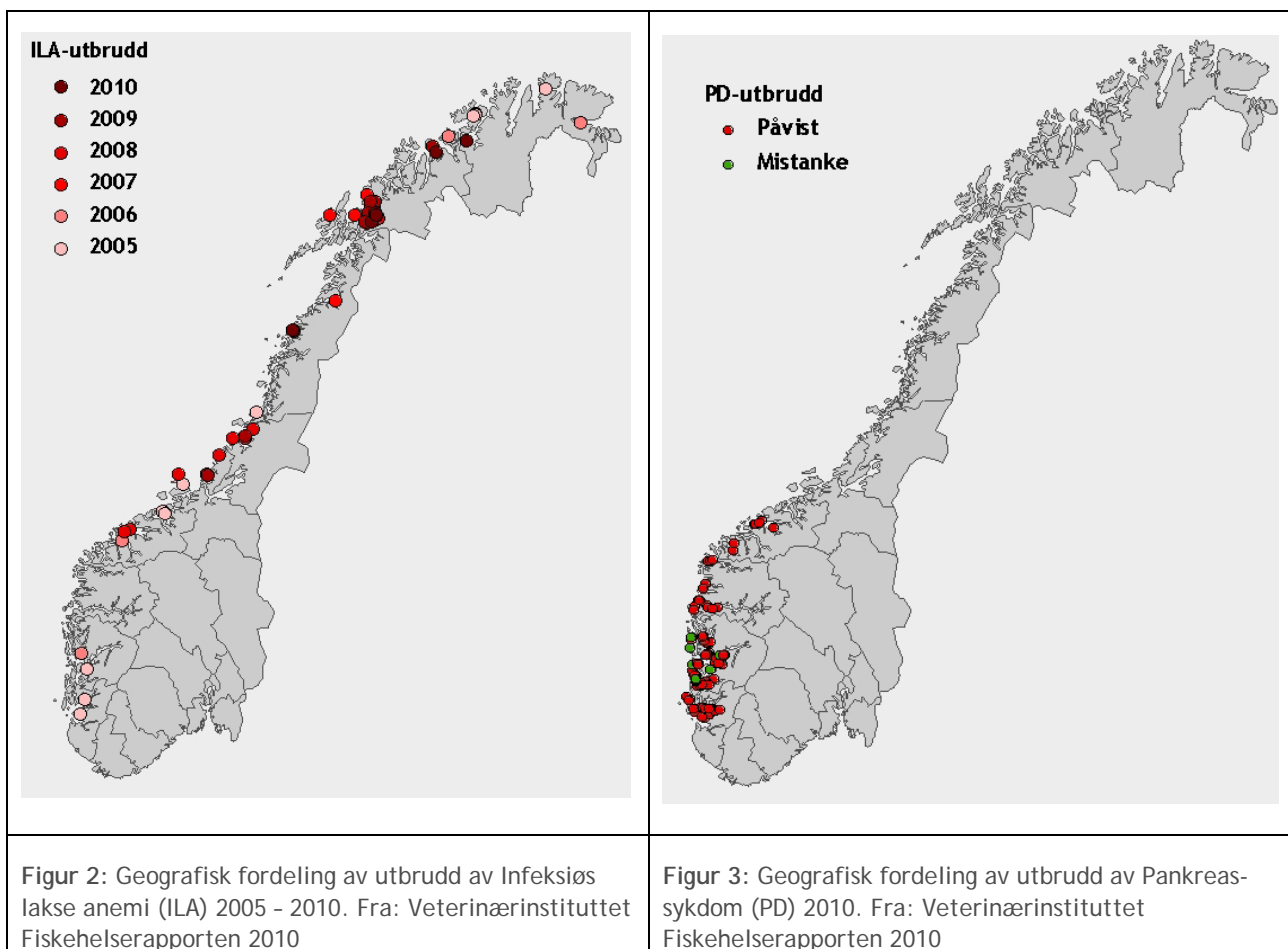 ILA-utbrudd
2010
2009
2008
2007
2006
2005
PD-utbrudd
Påvist
Mistanke
Figur 2: Geografisk fordeling av utbrudd av Infeksiøs
lakse anemi (ILA) 2005 – 2010. Fra: Veterinærinstituttet
Fiskehelserapporten 2010
Figur 3: Geografisk fordeling av utbrudd av Pankreas-
sykdom (PD) 2010. Fra: Veterinærinstituttet
Fiskehelserapporten 2010